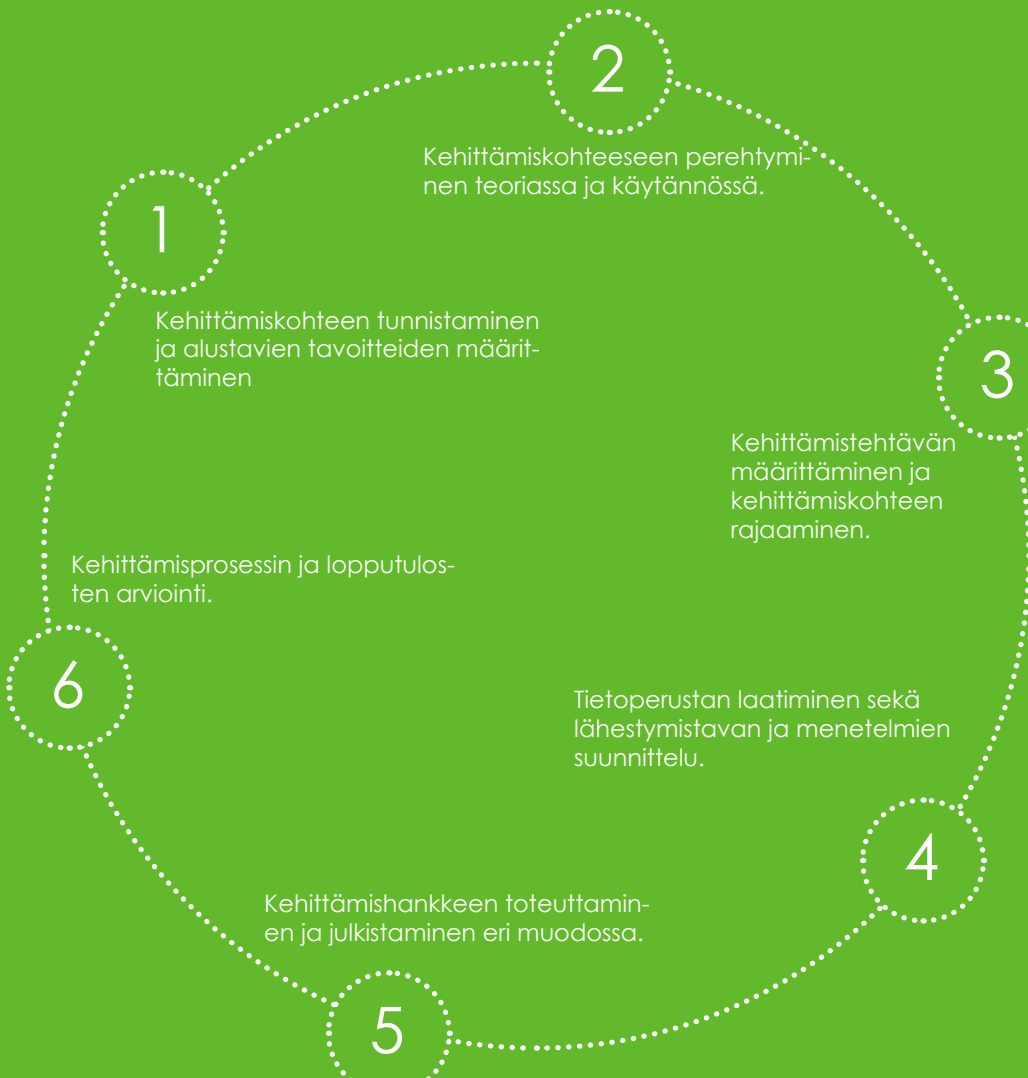 1
Kehittämiskohteen tunnistaminen
ja alustavien tavoitteiden määrit-
täminen
2
Kehittämiskohteeseen perehtymi-
nen teoriassa ja käytännössä.
3
Kehittämistehtävän
määrittäminen ja
kehittämiskohteen
rajaaminen.
Tietoperustan laatiminen sekä
lähestymistavan ja menetelmien
suunnittelu.
4
Kehittämishankkeen toteuttamin-
en ja julkistaminen eri muodossa.
5
Kehittämisprosessin ja lopputulos-
ten arviointi.
6